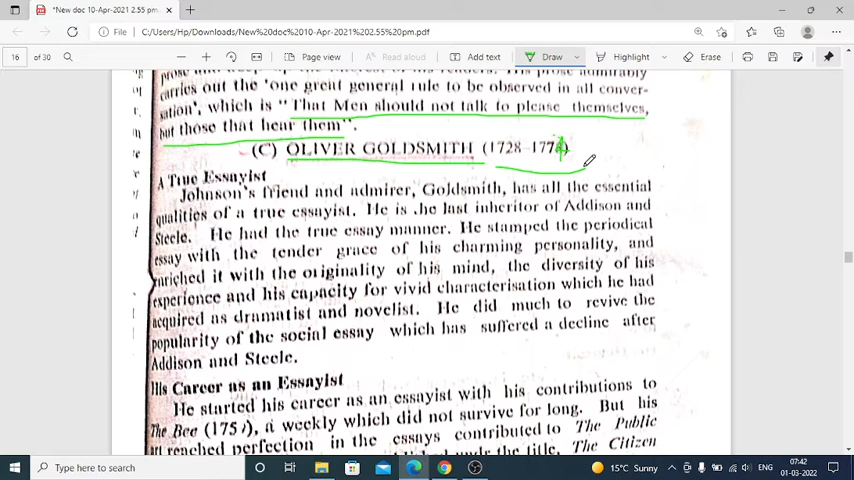 *New doc 10-Apr-2021 2.55 pm.p
File C:/Users/Hp/Downloads/New%20doc%2010-Apr-2021%202.55%20pm.pdf
16 of 30 Page view Read aloud Add text Draw Highlight Erase
carries out the 'one great general rule to be observed in all conver-
sation', which is "That Men should not talk to please themselves,
but those that hear them".
(C) OLIVER GOLDSMITH (1728-1774)
A True Essayist
Johnson's friend and admirer, Goldsmith, has all the essential
qualities of a true essayist. He is the last inheritor of Addison and
Steele. He had the true essay manner. He stamped the periodical
essay with the tender grace of his charming personality, and
enriched it with the originality of his mind, the diversity of his
experience and his capacity for vivid characterisation which he had
acquired as dramatist and novelist. He did much to revive the
popularity of the social essay which has suffered a decline after
Addison and Steele.
His Career as an Essayist
He started his career as an essayist with his contributions to
The Bee (175 ), a weekly which did not survive for long. But his
art reached perfection in the essays contributed to The Public
under the title, The Citizen
Type here to search
15°C Sunny ENG 07:42
01-03-2022